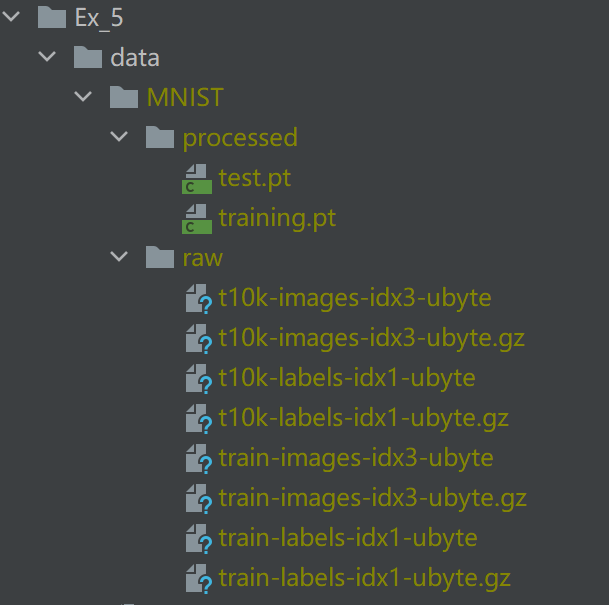 Ex_5
data
MNIST
processed
C test.pt
C training.pt
raw
? t10k-images-idx3-ubyte
? t10k-images-idx3-ubyte.gz
? t10k-labels-idx1-ubyte
? t10k-labels-idx1-ubyte.gz
? train-images-idx3-ubyte
? train-images-idx3-ubyte.gz
? train-labels-idx1-ubyte
? train-labels-idx1-ubyte.gz